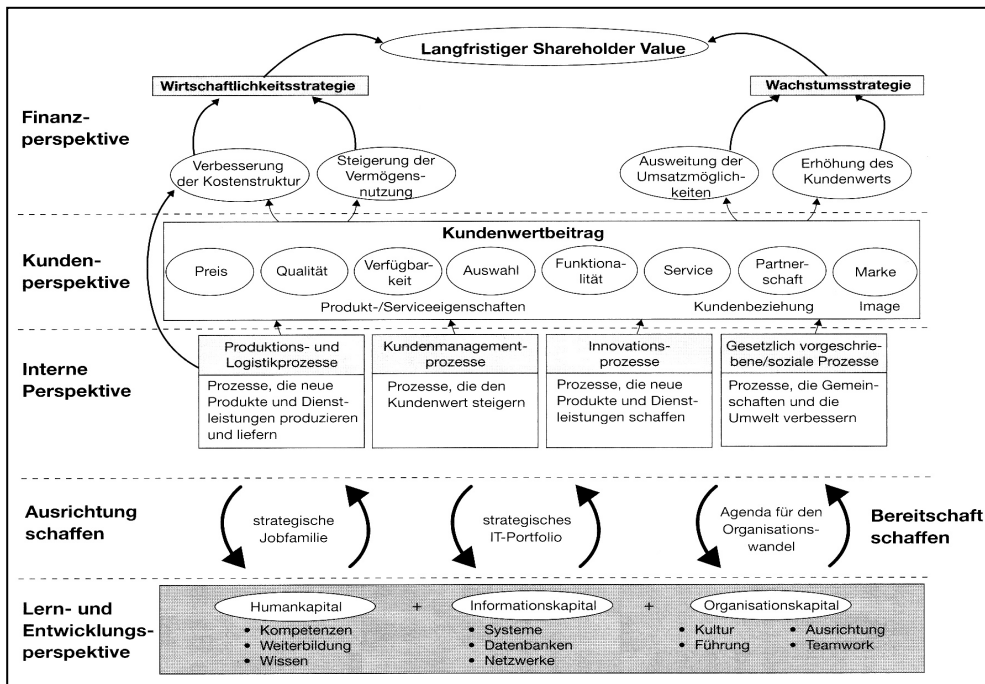 Langfristiger Shareholder Value
Wirtschaftlichkeitsstrategie
Wachstumsstrategie
Finanz-
perspektive
Verbesserung
der Kostenstruktur
Steigerung der
Vermögens-
nutzung
Ausweitung der
Umsatzmöglich-
keiten
Erhöhung des
Kundenwerts
Kunden-
perspektive
Kundenwertbeitrag
Preis
Qualität
Verfügbar-
keit
Auswahl
Funktiona-
lität
Service
Partner-
schaft
Marke
Produkt-/Serviceeigenschaften
Kundenbeziehung
Image
Interne
Perspektive
Produktions- und
Logistikprozesse
Prozesse, die neue
Produkte und Dienst-
leistungen produzieren
und liefern
Kundenmanagement-
prozesse
Prozesse, die den
Kundenwert steigern
Innovations-
prozesse
Prozesse, die neue
Produkte und Dienst-
leistungen schaffen
Gesetzlich vorgeschrie-
bene/soziale Prozesse
Prozesse, die Gemein-
schaften und die
Umwelt verbessern
Ausrichtung
schaffen
strategische
Jobfamilie
strategisches
IT-Portfolio
Agenda für den
Organisations-
wandel
Bereitschaft
schaffen
Lern- und
Entwicklungs-
perspektive
Humankapital
+
Informationskapital
+
Organisationskapital
• Kompetenzen
• Weiterbildung
• Wissen
• Systeme
• Datenbanken
• Netzwerke
• Kultur
• Führung
• Ausrichtung
• Teamwork